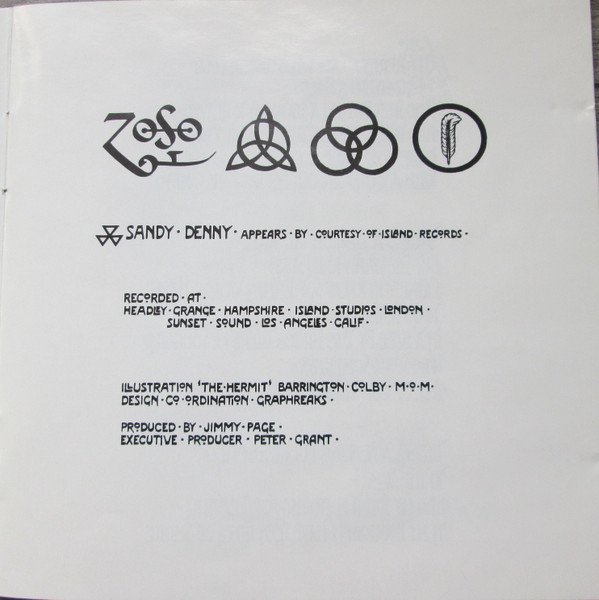 ZOSO
SANDY · DENNY · APPEARS · BY · COURTESY · OF · ISLAND · RECORDS ·
RECORDED · AT ·
HEADLEY · GRANGE · HAMPSHIRE · ISLAND · STUDIOS · LONDON ·
SUNSET · SOUND · LOS · ANGELES · CALIF ·
ILLUSTRATION 'THE · HERMIT' BARRINGTON · COLBY · M · O · M ·
DESIGN · CO · ORDINATION · GRAPHREAKS ·
PRODUCED · BY · JIMMY · PAGE ·
EXECUTIVE · PRODUCER · PETER · GRANT ·